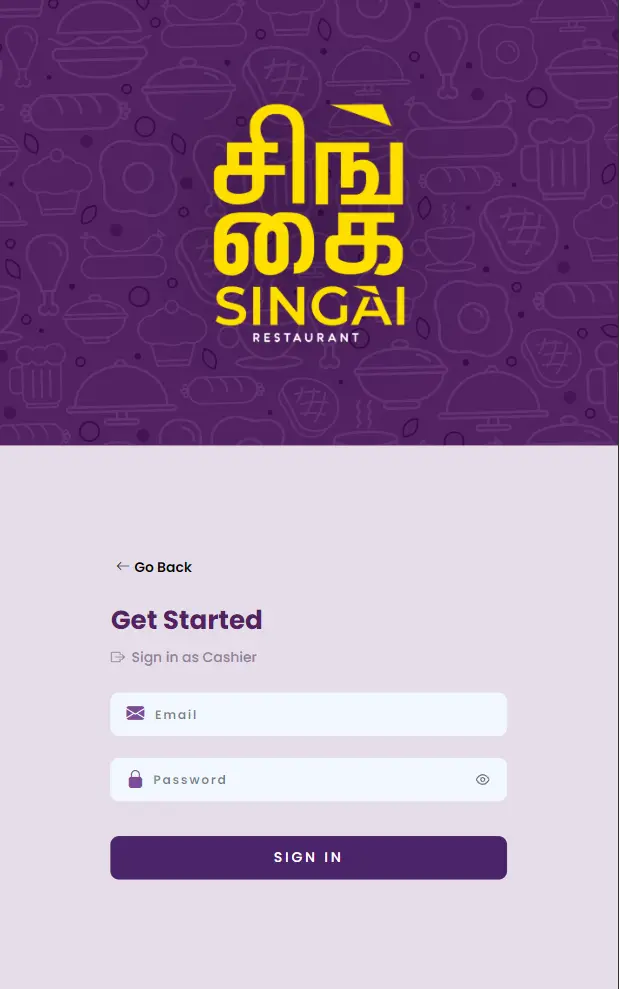 சிங்
கை
SINGAI
RESTAURANT
Go Back
Get Started
Sign in as Cashier
Email
Password
SIGN IN